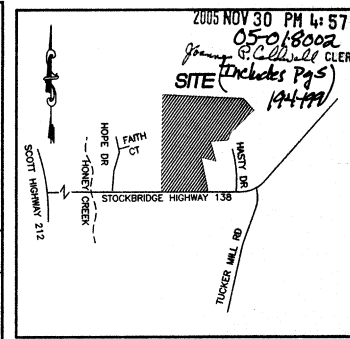 2005 NOV 30 PM 4:57
05-018002
Joanne P. Caldwell CLER
(Includes Pgs
194-199)
SITE
HOPE DR
FAITH
CT
HASTY DR
SCOTT HIGHWAY 212
HONEY CREEK
STOCKBRIDGE HIGHWAY 138
TUCKER MILL RD